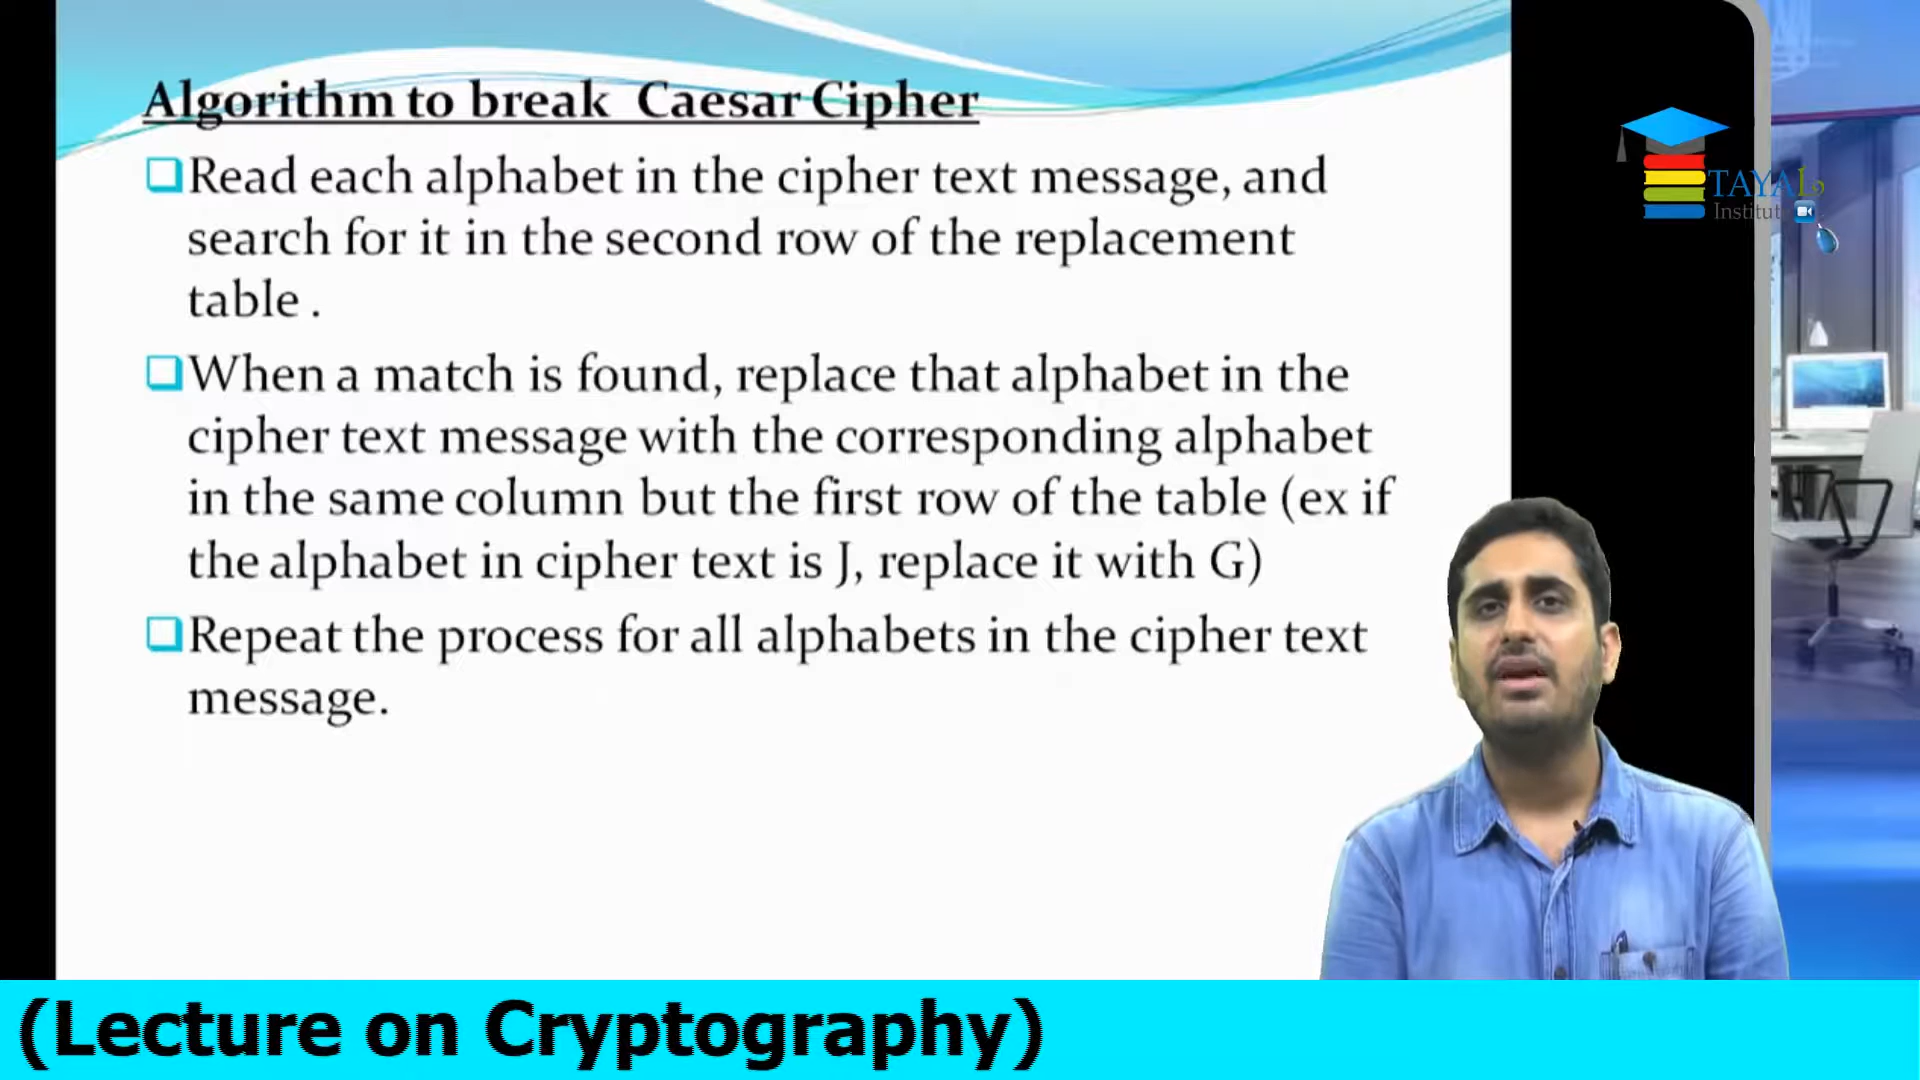 Algorithm to break Caesar Cipher
Read each alphabet in the cipher text message, and
search for it in the second row of the replacement
table .
When a match is found, replace that alphabet in the
cipher text message with the corresponding alphabet
in the same column but the first row of the table (ex if
the alphabet in cipher text is J, replace it with G)
Repeat the process for all alphabets in the cipher text
message.
TAYAL
Institute
(Lecture on Cryptography)